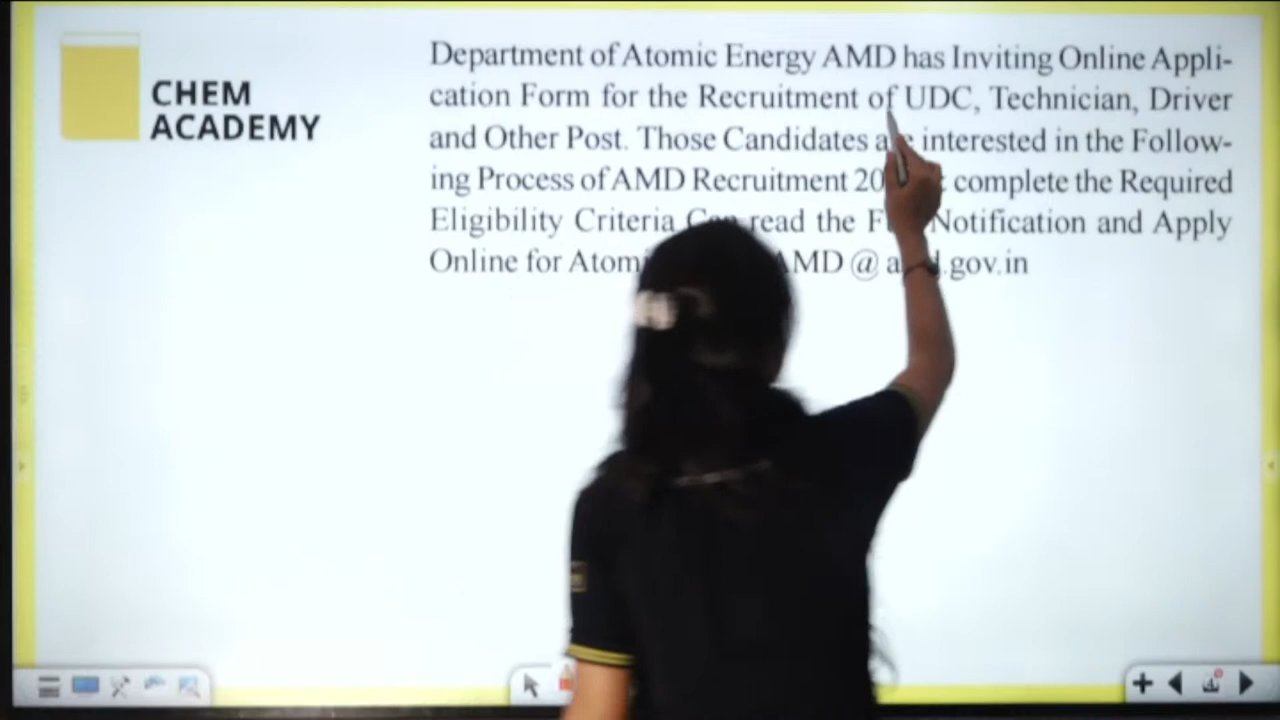 CHEM
ACADEMY
Department of Atomic Energy AMD has Inviting Online Appli-
cation Form for the Recruitment of UDC, Technician, Driver
and Other Post. Those Candidates are interested in the Follow-
ing Process of AMD Recruitment complete the Required
Eligibility Criteria Can read the Notification and Apply
Online for AMD @ .gov.in